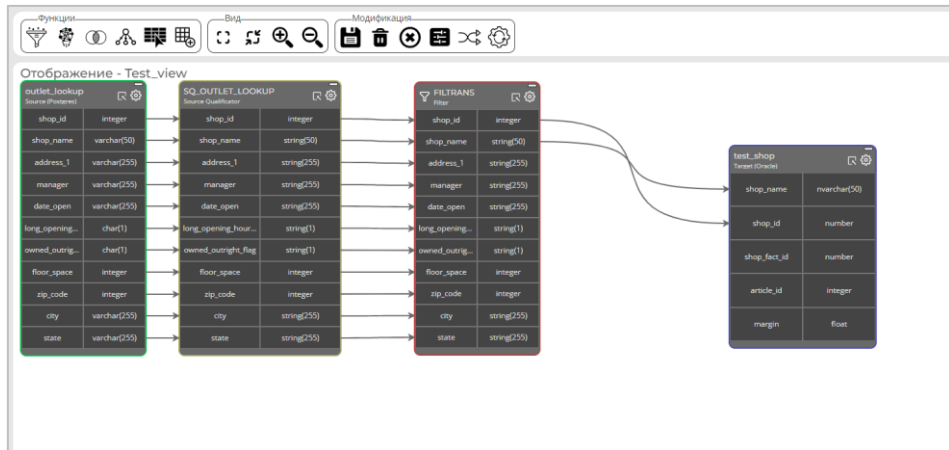 Функции Вид Модификация
Отображение - Test_view
outlet_lookup
Source (Postgres)
shop_id integer
shop_name varchar(50)
address_1 varchar(255)
manager varchar(255)
date_open varchar(255)
long_opening... char(1)
owned_outrig... char(1)
floor_space integer
zip_code integer
city varchar(255)
state varchar(255)
SQ_OUTLET_LOOKUP
Source Qualificator
shop_id integer
shop_name string(50)
address_1 string(255)
manager string(255)
date_open string(255)
long_opening_hour... string(1)
owned_outright_flag string(1)
floor_space integer
zip_code integer
city string(255)
state string(255)
FILTRANS
Filter
shop_id integer
shop_name string(50)
address_1 string(255)
manager string(255)
date_open string(255)
long_opening... string(1)
owned_outrig... string(1)
floor_space integer
zip_code integer
city string(255)
state string(255)
test_shop
Target (Oracle)
shop_name nvarchar(50)
shop_id number
shop_fact_id number
article_id integer
margin float